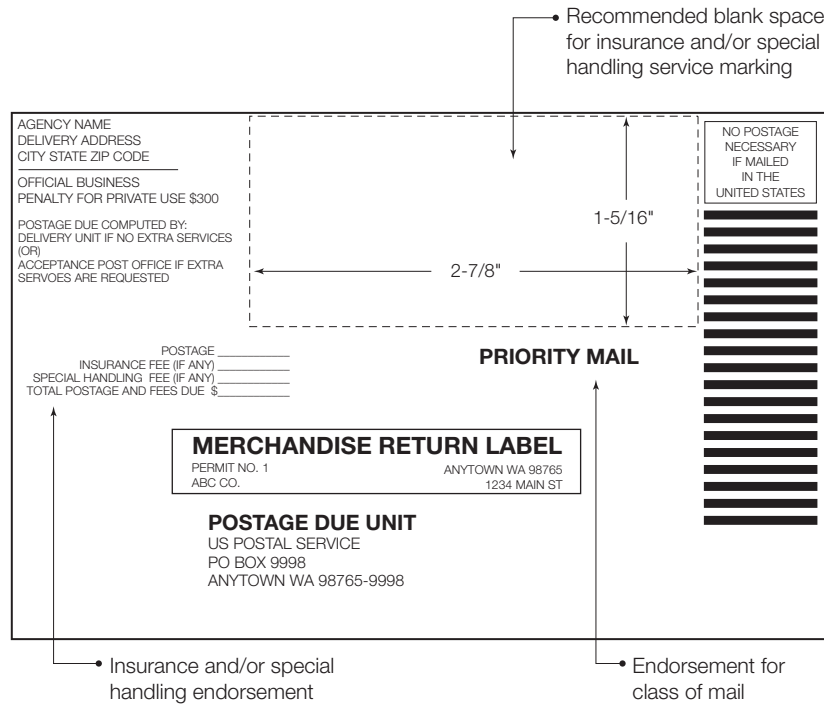 Recommended blank space
for insurance and/or special
handling service marking
AGENCY NAME
DELIVERY ADDRESS
CITY STATE ZIP CODE
OFFICIAL BUSINESS
PENALTY FOR PRIVATE USE $300
POSTAGE DUE COMPUTED BY:
DELIVERY UNIT IF NO EXTRA SERVICES
(OR)
ACCEPTANCE POST OFFICE IF EXTRA
SERVOES ARE REQUESTED
1-5/16"
2-7/8"
NO POSTAGE
NECESSARY
IF MAILED
IN THE
UNITED STATES
POSTAGE ____________
INSURANCE FEE (IF ANY) ____________
SPECIAL HANDLING FEE (IF ANY) ____________
TOTAL POSTAGE AND FEES DUE $____________
PRIORITY MAIL
MERCHANDISE RETURN LABEL
PERMIT NO. 1 ANYTOWN WA 98765
ABC CO. 1234 MAIN ST
POSTAGE DUE UNIT
US POSTAL SERVICE
PO BOX 9998
ANYTOWN WA 98765-9998
Insurance and/or special
handling endorsement
Endorsement for
class of mail